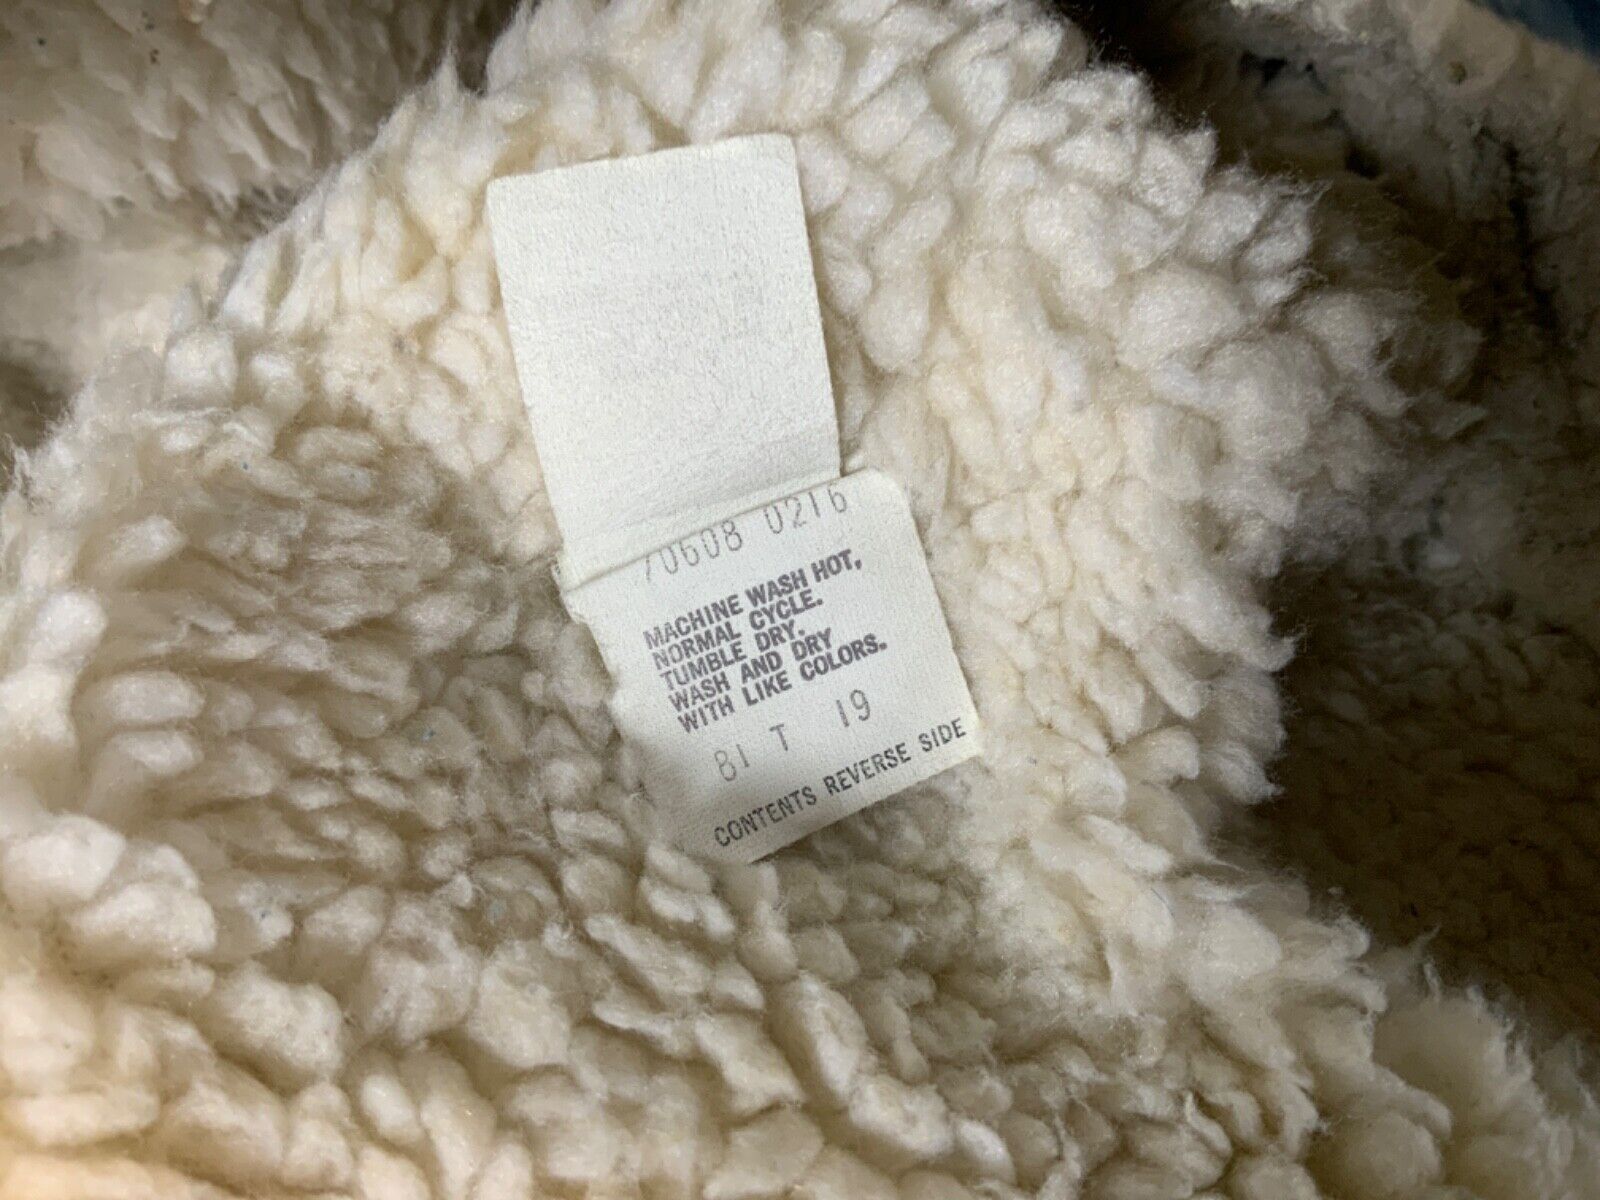 70608 0216
MACHINE WASH HOT,
NORMAL CYCLE.
TUMBLE DRY.
WASH AND DRY
WITH LIKE COLORS.
81 T 19
CONTENTS REVERSE SIDE